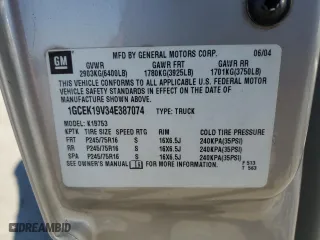 GM
MFD BY GENERAL MOTORS CORP. 06/04
GVWR GAWR FRT GAWR RR
2903KG(6400LB) 1780KG(3925LB) 1701KG(3750LB)
THIS VEHICLE CONFORMS TO ALL APPLICABLE U.S. FEDERAL MOTOR
VEHICLE SAFETY STANDARDS IN EFFECT ON THE DATE OF
MANUFACTURE SHOWN ABOVE.
1GCEK19V34E387074 TYPE: TRUCK
MODEL: K19753
KPTK TIRE SIZE SPEED RTG RIM COLD TIRE PRESSURE
FRT P245/75R16 S 16X6.5J 240KPA(35PSI)
RR P245/75R16 S 16X6.5J 240KPA(35PSI)
SPA P245/75R16 S 16X6.5J 240KPA(35PSI)
SEE OWNER'S MANUAL FOR MORE INFORMATION.
F 513
T 563
AUTOBIDMASTER